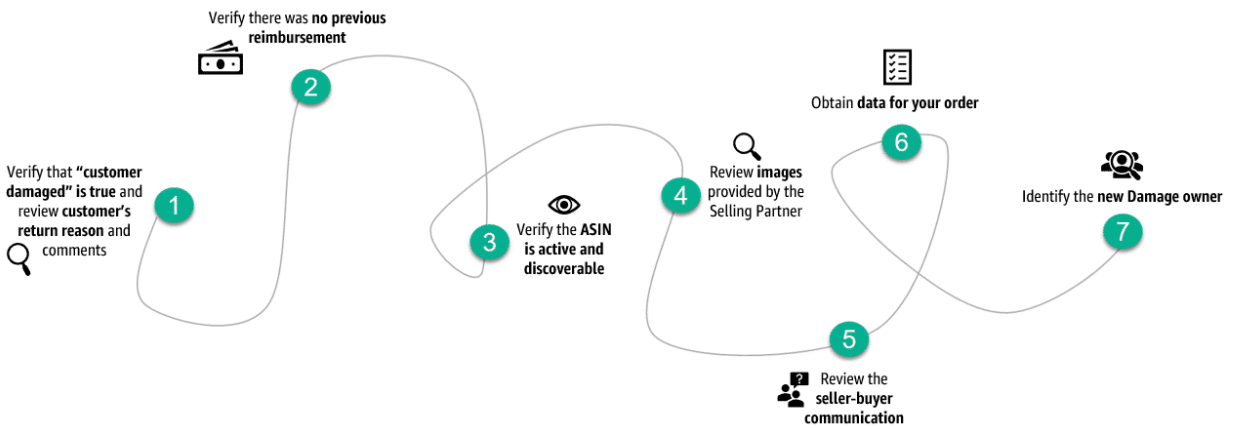 Verify that “customer
damaged” is true and
review customer’s
return reason and
comments
1
Verify there was no previous
reimbursement
2
3
Verify the ASIN
is active and
discoverable
4
Review images
provided by the
Selling Partner
5
Review the
seller-buyer
communication
Obtain data for your order
6
Identify the new Damage owner
7
?